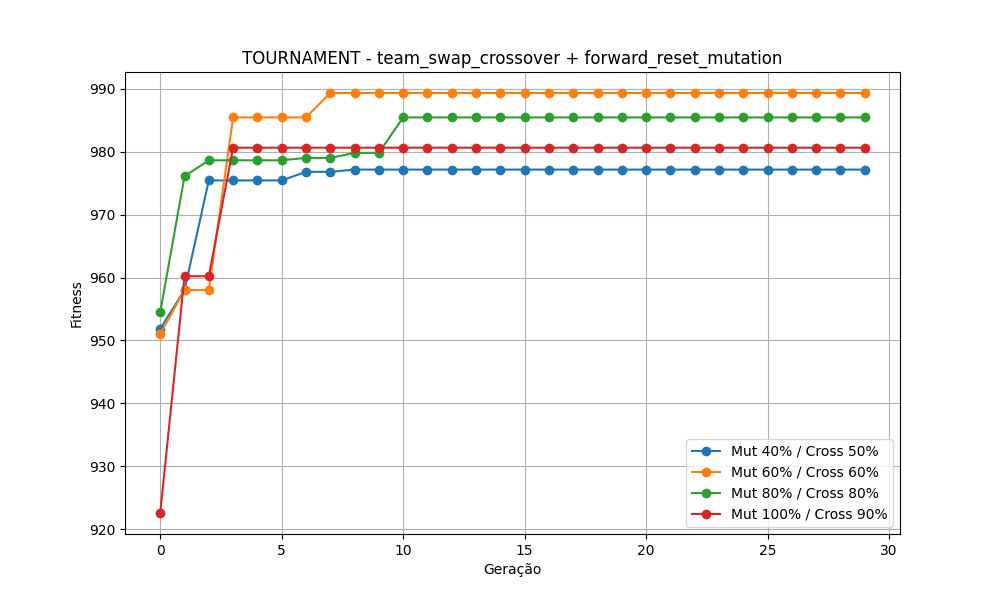 TOURNAMENT - team_swap_crossover + forward_reset_mutation
990
980
970
960
950
940
930
920
Fitness
0 5 10 15 20 25 30
Geração
Mut 40% / Cross 50%
Mut 60% / Cross 60%
Mut 80% / Cross 80%
Mut 100% / Cross 90%